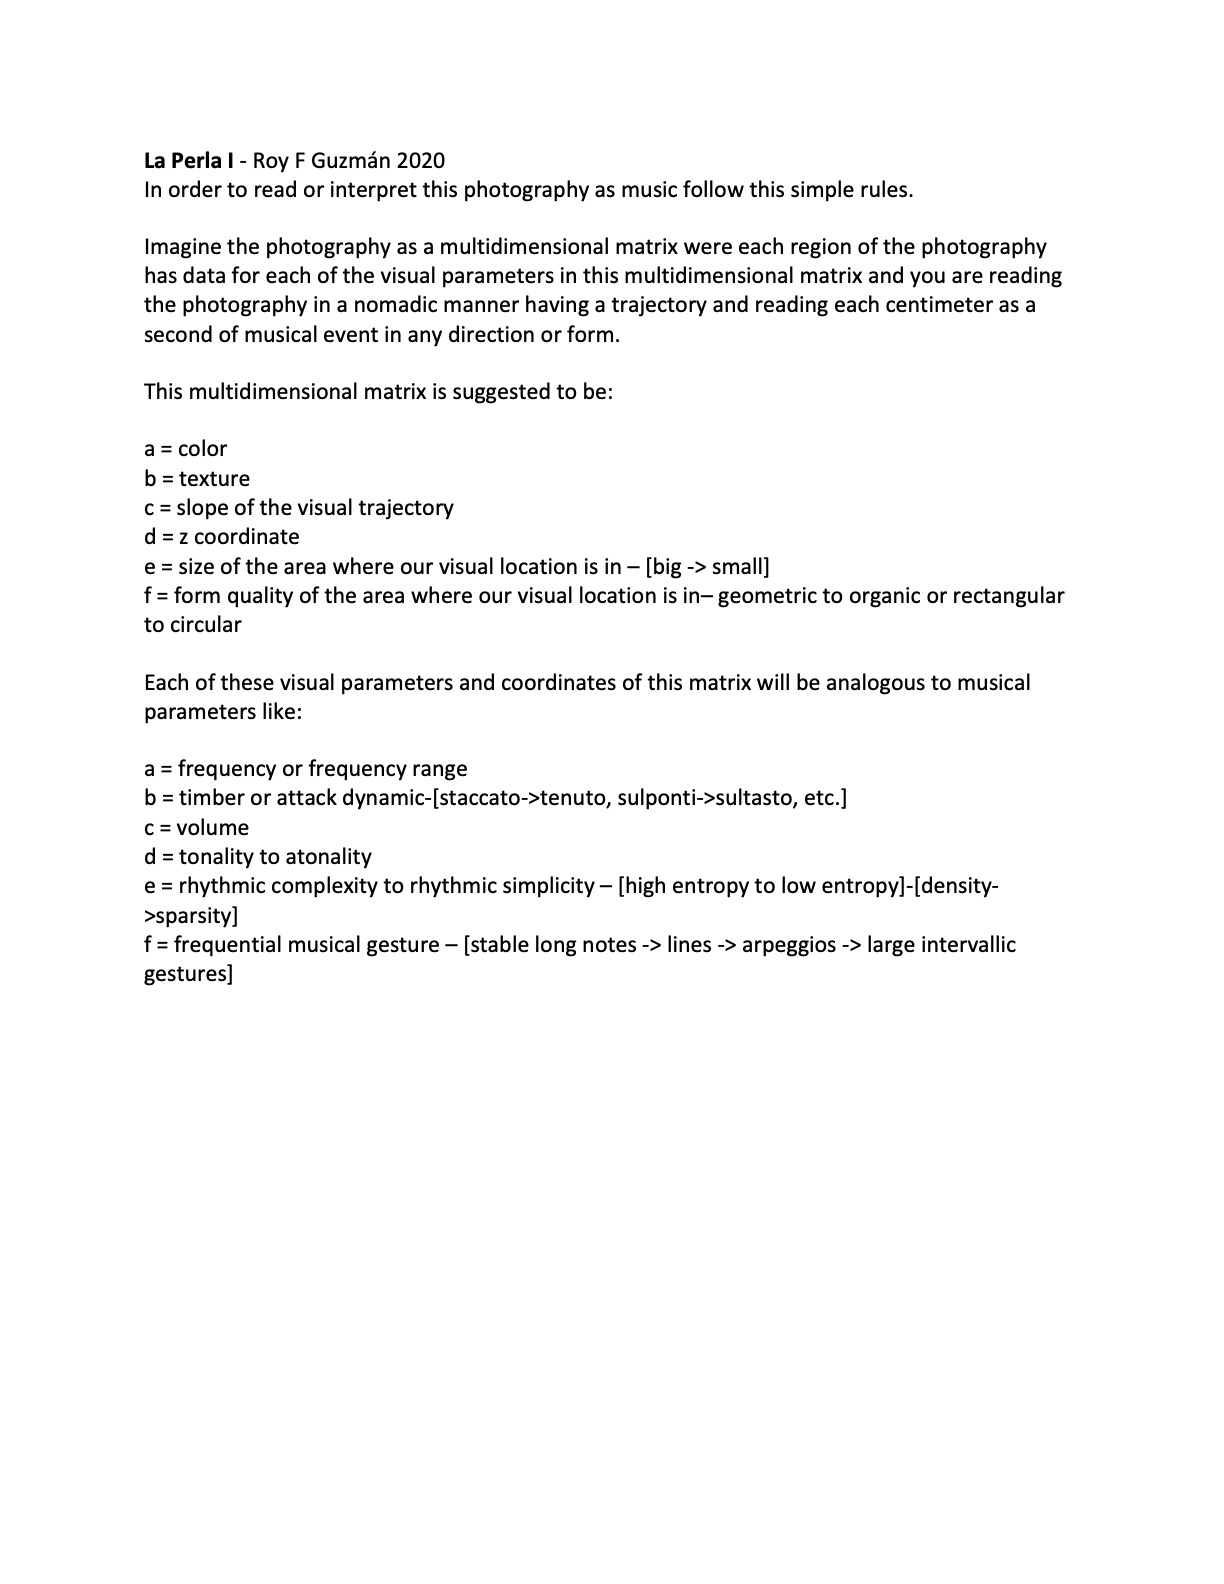 La Perla I - Roy F Guzmán 2020
In order to read or interpret this photography as music follow this simple rules.
Imagine the photography as a multidimensional matrix were each region of the photography
has data for each of the visual parameters in this multidimensional matrix and you are reading
the photography in a nomadic manner having a trajectory and reading each centimeter as a
second of musical event in any direction or form.
This multidimensional matrix is suggested to be:
a = color
b = texture
c = slope of the visual trajectory
d = z coordinate
e = size of the area where our visual location is in – [big -> small]
f = form quality of the area where our visual location is in– geometric to organic or rectangular
to circular
Each of these visual parameters and coordinates of this matrix will be analogous to musical
parameters like:
a = frequency or frequency range
b = timber or attack dynamic-[staccato->tenuto, sulponti->sultasto, etc.]
c = volume
d = tonality to atonality
e = rhythmic complexity to rhythmic simplicity – [high entropy to low entropy]-[density-
>sparsity]
f = frequential musical gesture – [stable long notes -> lines -> arpeggios -> large intervallic
gestures]